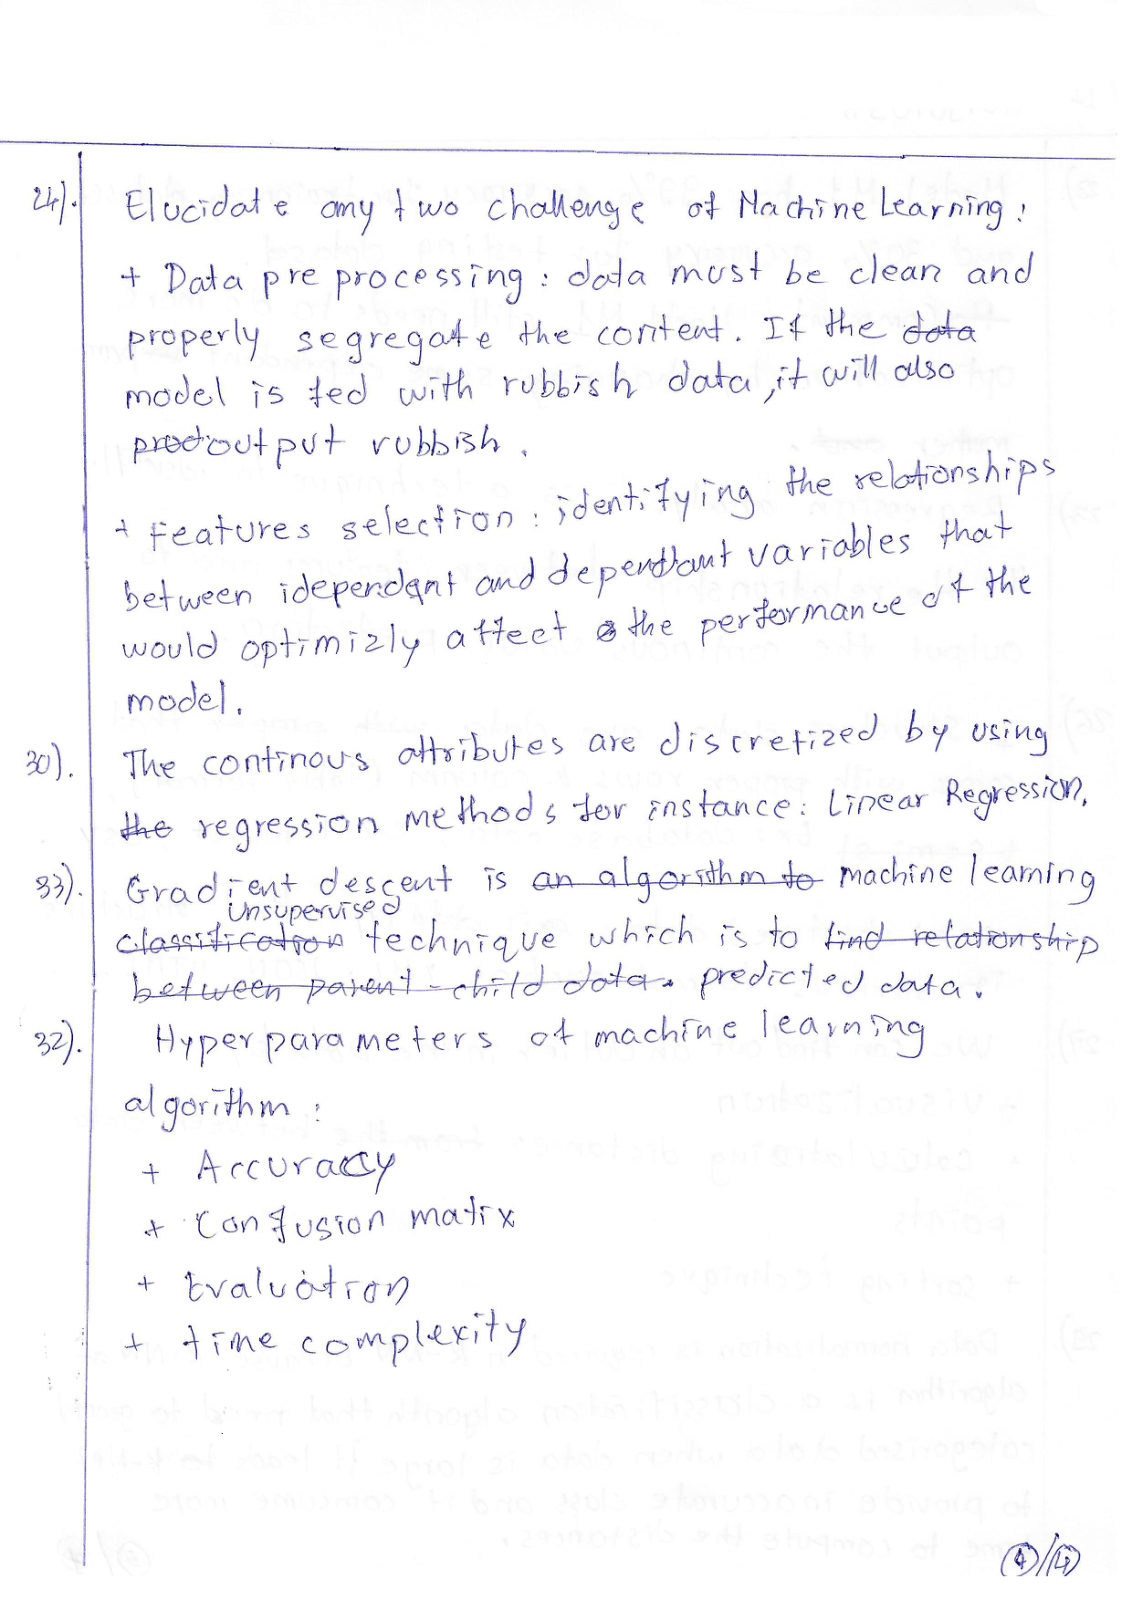 24). Elucidate any two challenge of Machine Learning:
+ Data pre processing: data must be clean and
properly segregate the content. If the data
model is fed with rubbish data, it will also
prodoutput rubbish.
+ Features selection: identifying the relationships
between idependent and dependant variables that
would optimizly affect the performance of the
model.
30). The continous attributes are discretized by using
the regression methods for instance: Linear Regression.
33). Gradient descent is an algorithm to machine learning
unsupervised
classification technique which is to find relationship
between parent-child data. predicted data.
32). Hyperparameters of machine learning
algorithm:
+ Accuracy
+ Confusion matrix
+ Evaluation
+ time complexity
4/4